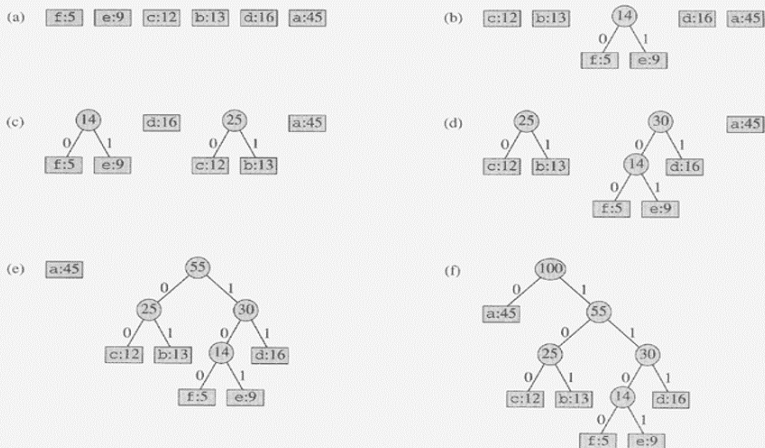 (a) f:5 e:9 c:12 b:13 d:16 a:45
(b) c:12 b:13 14 d:16 a:45
0 1
f:5 e:9
(c) 14 d:16 25 a:45
0 1 0 1
f:5 e:9 c:12 b:13
(d) 25 30 a:45
0 1 0 1
c:12 b:13 14 d:16
0 1
f:5 e:9
(e) a:45 55
0 1
25 30
0 1 0 1
c:12 b:13 14 d:16
0 1
f:5 e:9
(f) 100
0 1
a:45 55
0 1
25 30
0 1 0 1
c:12 b:13 14 d:16
0 1
f:5 e:9